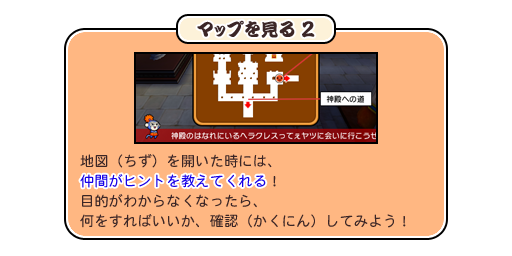 マップを見る 2
神殿への道
神殿のはなれにいるヘラクレスってぇヤツに会いに行こうぜ
地図（ちず）を開いた時には、
仲間がヒントを教えてくれる！
目的がわからなくなったら、
何をすればいいか、確認（かくにん）してみよう！